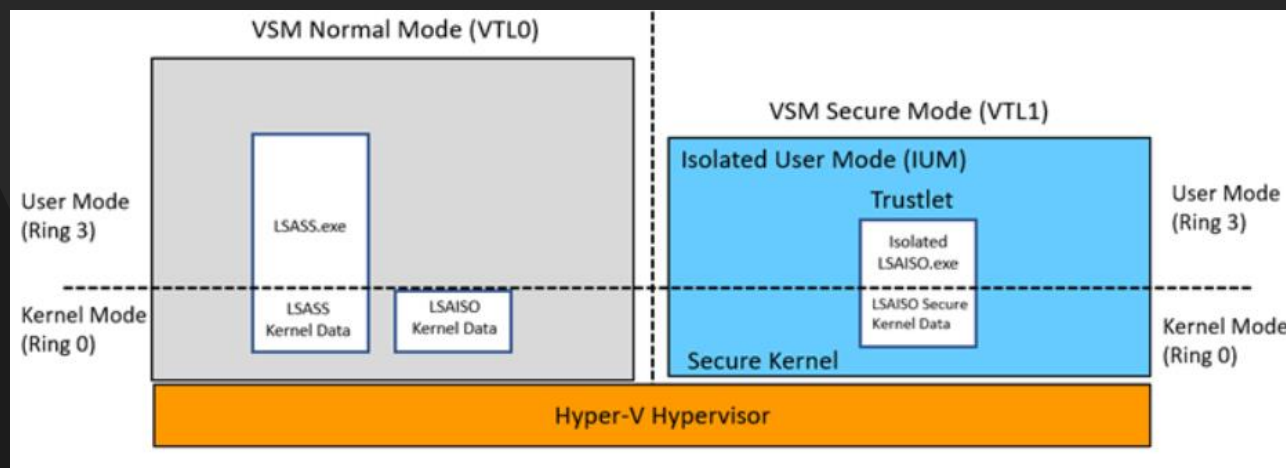 VSM Normal Mode (VTL0)
VSM Secure Mode (VTL1)
User Mode
(Ring 3)
Kernel Mode
(Ring 0)
LSASS.exe
LSASS
Kernel Data
LSAISO
Kernel Data
Isolated User Mode (IUM)
Trustlet
Isolated
LSAISO.exe
LSAISO Secure
Kernel Data
Secure Kernel
User Mode
(Ring 3)
Kernel Mode
(Ring 0)
Hyper-V Hypervisor